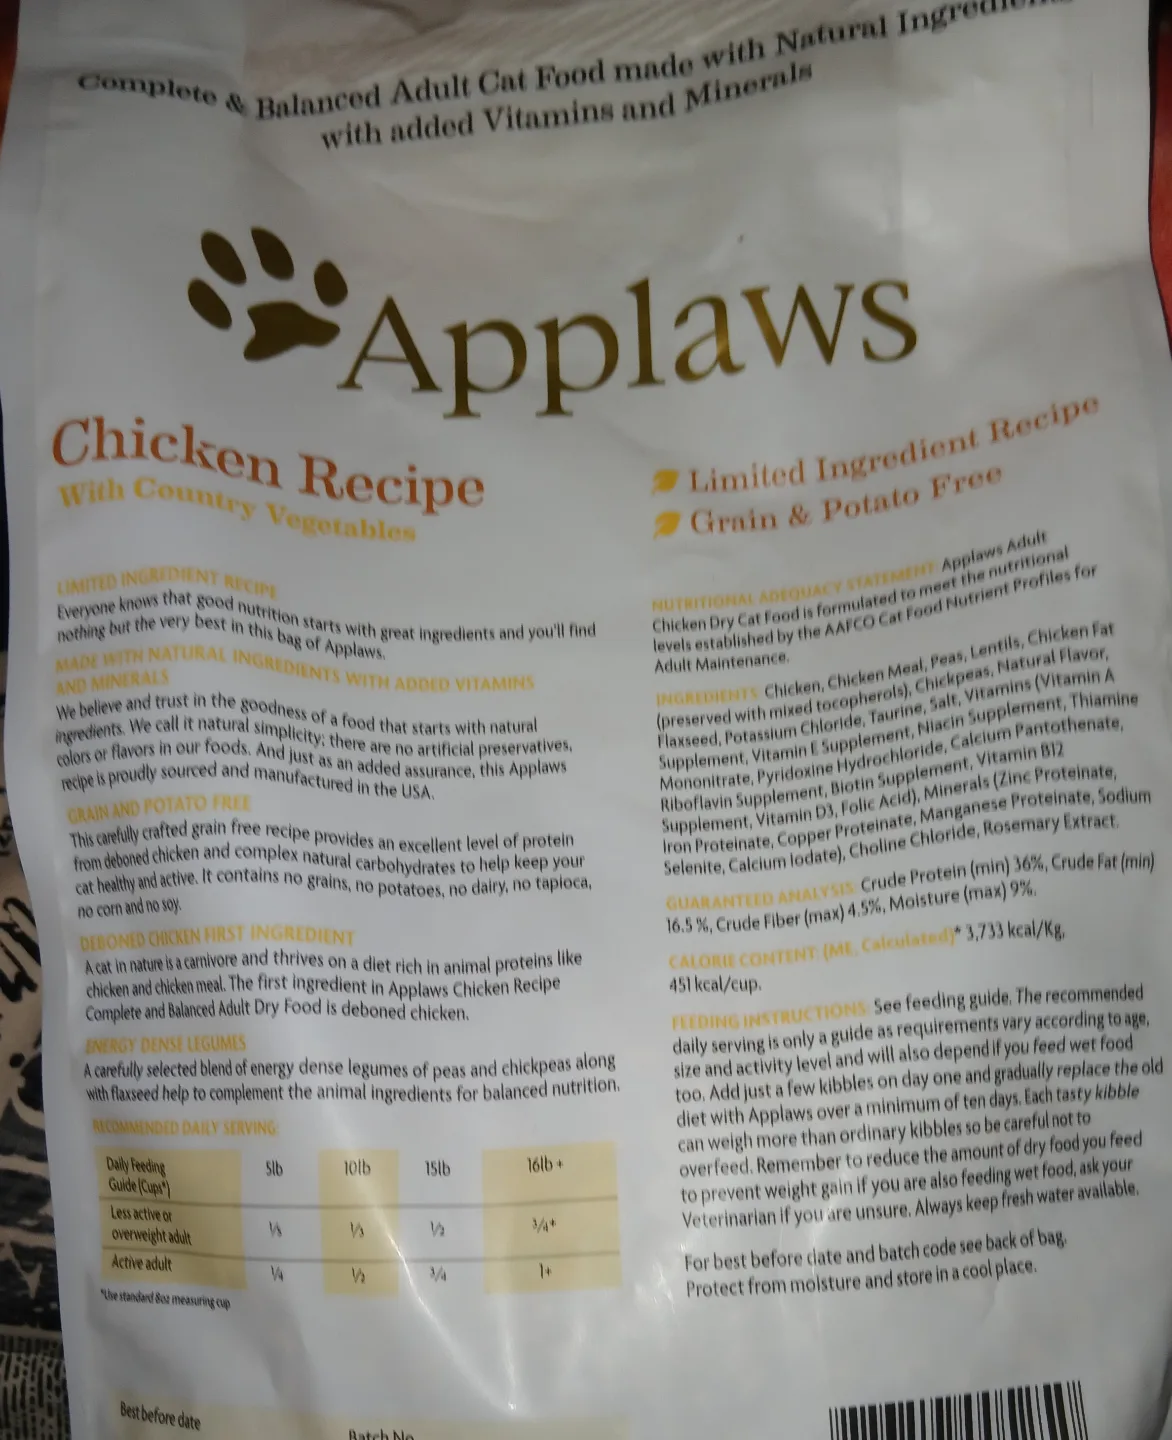 Complete & Balanced Adult Cat Food made with Natural Ingredients
with added Vitamins and Minerals
Applaws
Chicken Recipe
With Country Vegetables
Limited Ingredient Recipe
Grain & Potato Free
LIMITED INGREDIENT RECIPE
Everyone knows that good nutrition starts with great ingredients and you'll find
nothing but the very best in this bag of Applaws.
MADE WITH NATURAL INGREDIENTS WITH ADDED VITAMINS
AND MINERALS
We believe and trust in the goodness of a food that starts with natural
ingredients. We call it natural simplicity; there are no artificial preservatives,
colors or flavors in our foods. And just as an added assurance, this Applaws
recipe is proudly sourced and manufactured in the USA.
GRAIN AND POTATO FREE
This carefully crafted grain free recipe provides an excellent level of protein
from deboned chicken and complex natural carbohydrates to help keep your
cat healthy and active. It contains no grains, no potatoes, no dairy, no tapioca,
no corn and no soy.
DEBONED CHICKEN FIRST INGREDIENT
A cat in nature is a carnivore and thrives on a diet rich in animal proteins like
chicken and chicken meal. The first ingredient in Applaws Chicken Recipe
Complete and Balanced Adult Dry Food is deboned chicken.
ENERGY DENSE LEGUMES
A carefully selected blend of energy dense legumes of peas and chickpeas along
with flaxseed help to complement the animal ingredients for balanced nutrition.
RECOMMENDED DAILY SERVING:
Daily Feeding
Guide (Cups*)
5lb 10lb 15lb 16lb +
Less active or
overweight adult
⅕ ⅓ ½ ¾+
Active adult ¼ ½ ¾ 1+
*Use standard 8oz measuring cup
Best before date
Batch No
NUTRITIONAL ADEQUACY STATEMENT: Applaws Adult
Chicken Dry Cat Food is formulated to meet the nutritional
levels established by the AAFCO Cat Food Nutrient Profiles for
Adult Maintenance.
INGREDIENTS: Chicken, Chicken Meal, Peas, Lentils, Chicken Fat
(preserved with mixed tocopherols), Chickpeas, Natural Flavor,
Flaxseed, Potassium Chloride, Taurine, Salt, Vitamins (Vitamin A
Supplement, Vitamin E Supplement, Niacin Supplement, Thiamine
Mononitrate, Pyridoxine Hydrochloride, Calcium Pantothenate,
Riboflavin Supplement, Biotin Supplement, Vitamin B12
Supplement, Vitamin D3, Folic Acid), Minerals (Zinc Proteinate,
Iron Proteinate, Copper Proteinate, Manganese Proteinate, Sodium
Selenite, Calcium Iodate), Choline Chloride, Rosemary Extract.
GUARANTEED ANALYSIS: Crude Protein (min) 36%, Crude Fat (min)
16.5 %, Crude Fiber (max) 4.5%, Moisture (max) 9%.
CALORIE CONTENT: (ME, Calculated)* 3,733 kcal/Kg,
451 kcal/cup.
FEEDING INSTRUCTIONS: See feeding guide. The recommended
daily serving is only a guide as requirements vary according to age,
size and activity level and will also depend if you feed wet food
too. Add just a few kibbles on day one and gradually replace the old
diet with Applaws over a minimum of ten days. Each tasty kibble
can weigh more than ordinary kibbles so be careful not to
overfeed. Remember to reduce the amount of dry food you feed
to prevent weight gain if you are also feeding wet food, ask your
Veterinarian if you are unsure. Always keep fresh water available.
For best before date and batch code see back of bag.
Protect from moisture and store in a cool place.